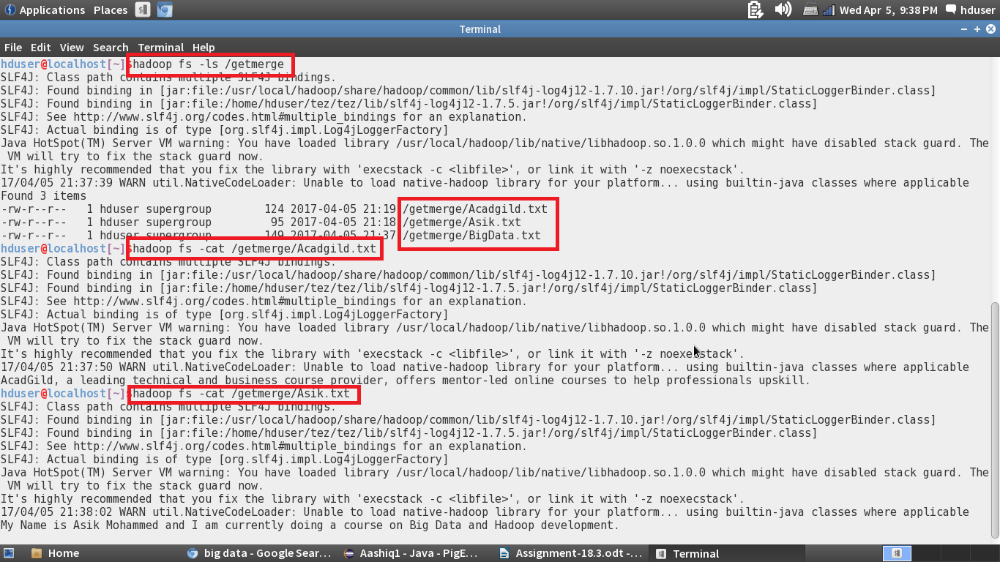 Applications Places Wed Apr 5, 9:38 PM hduser
Terminal
File Edit View Search Terminal Help
hduser@localhost[~]$hadoop fs -ls /getmerge
SLF4J: Class path contains multiple SLF4J bindings.
SLF4J: Found binding in [jar:file:/usr/local/hadoop/share/hadoop/common/lib/slf4j-log4j12-1.7.10.jar!/org/slf4j/impl/StaticLoggerBinder.class]
SLF4J: Found binding in [jar:file:/home/hduser/tez/tez/lib/slf4j-log4j12-1.7.5.jar!/org/slf4j/impl/StaticLoggerBinder.class]
SLF4J: See http://www.slf4j.org/codes.html#multiple_bindings for an explanation.
SLF4J: Actual binding is of type [org.slf4j.impl.Log4jLoggerFactory]
Java HotSpot(TM) Server VM warning: You have loaded library /usr/local/hadoop/lib/native/libhadoop.so.1.0.0 which might have disabled stack guard. The
VM will try to fix the stack guard now.
It's highly recommended that you fix the library with 'execstack -c <libfile>', or link it with '-z noexecstack'.
17/04/05 21:37:39 WARN util.NativeCodeLoader: Unable to load native-hadoop library for your platform... using builtin-java classes where applicable
Found 3 items
-rw-r--r-- 1 hduser supergroup 124 2017-04-05 21:19 /getmerge/Acadgild.txt
-rw-r--r-- 1 hduser supergroup 95 2017-04-05 21:18 /getmerge/Asik.txt
-rw-r--r-- 1 hduser supergroup 149 2017-04-05 21:37 /getmerge/BigData.txt
hduser@localhost[~]$hadoop fs -cat /getmerge/Acadgild.txt
SLF4J: Class path contains multiple SLF4J bindings.
SLF4J: Found binding in [jar:file:/usr/local/hadoop/share/hadoop/common/lib/slf4j-log4j12-1.7.10.jar!/org/slf4j/impl/StaticLoggerBinder.class]
SLF4J: Found binding in [jar:file:/home/hduser/tez/tez/lib/slf4j-log4j12-1.7.5.jar!/org/slf4j/impl/StaticLoggerBinder.class]
SLF4J: See http://www.slf4j.org/codes.html#multiple_bindings for an explanation.
SLF4J: Actual binding is of type [org.slf4j.impl.Log4jLoggerFactory]
Java HotSpot(TM) Server VM warning: You have loaded library /usr/local/hadoop/lib/native/libhadoop.so.1.0.0 which might have disabled stack guard. The
VM will try to fix the stack guard now.
It's highly recommended that you fix the library with 'execstack -c <libfile>', or link it with '-z noexecstack'.
17/04/05 21:37:50 WARN util.NativeCodeLoader: Unable to load native-hadoop library for your platform... using builtin-java classes where applicable
AcadGild, a leading technical and business course provider, offers mentor-led online courses to help professionals upskill.
hduser@localhost[~]$hadoop fs -cat /getmerge/Asik.txt
SLF4J: Class path contains multiple SLF4J bindings.
SLF4J: Found binding in [jar:file:/usr/local/hadoop/share/hadoop/common/lib/slf4j-log4j12-1.7.10.jar!/org/slf4j/impl/StaticLoggerBinder.class]
SLF4J: Found binding in [jar:file:/home/hduser/tez/tez/lib/slf4j-log4j12-1.7.5.jar!/org/slf4j/impl/StaticLoggerBinder.class]
SLF4J: See http://www.slf4j.org/codes.html#multiple_bindings for an explanation.
SLF4J: Actual binding is of type [org.slf4j.impl.Log4jLoggerFactory]
Java HotSpot(TM) Server VM warning: You have loaded library /usr/local/hadoop/lib/native/libhadoop.so.1.0.0 which might have disabled stack guard. The
VM will try to fix the stack guard now.
It's highly recommended that you fix the library with 'execstack -c <libfile>', or link it with '-z noexecstack'.
17/04/05 21:38:02 WARN util.NativeCodeLoader: Unable to load native-hadoop library for your platform... using builtin-java classes where applicable
My Name is Asik Mohammed and I am currently doing a course on Big Data and Hadoop development.
Home big data - Google Sear... Aashiq1 - Java - PigE... Assignment-18.3.odt -... Terminal